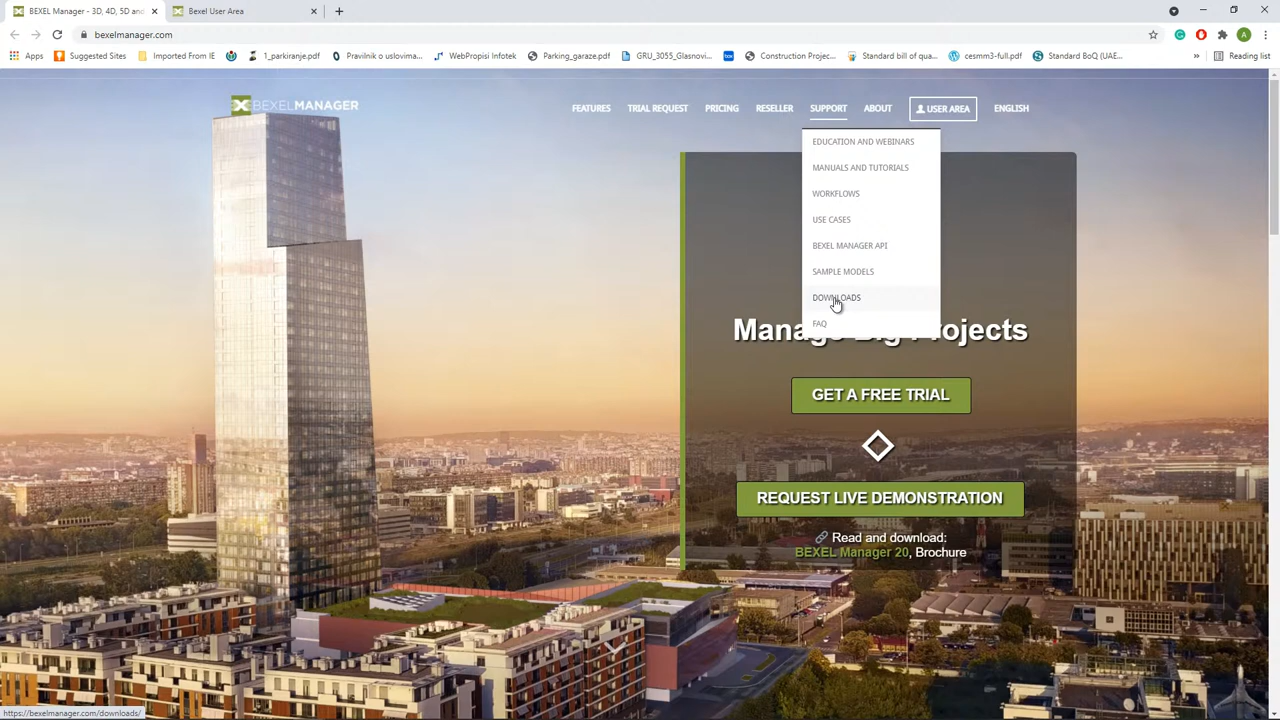 BEXEL Manager - 3D, 4D, 5D and
Bexel User Area
bexelmanager.com
Apps
Suggested Sites
Imported From IE
1_parkiranje.pdf
Pravilnik o uslovima...
WebPropisi Infotek
Parking_garaze.pdf
GRU_3055_Glasnovi...
Construction Projec...
Standard bill of qua...
cesmm3-full.pdf
Standard BoQ (UAE...
»
Reading list
BEXELMANAGER
FEATURES
TRIAL REQUEST
PRICING
RESELLER
SUPPORT
ABOUT
USER AREA
ENGLISH
EDUCATION AND WEBINARS
MANUALS AND TUTORIALS
WORKFLOWS
USE CASES
BEXEL MANAGER API
SAMPLE MODELS
DOWNLOADS
FAQ
Manage Big Projects
GET A FREE TRIAL
REQUEST LIVE DEMONSTRATION
Read and download:
BEXEL Manager 20, Brochure
https://bexelmanager.com/downloads/